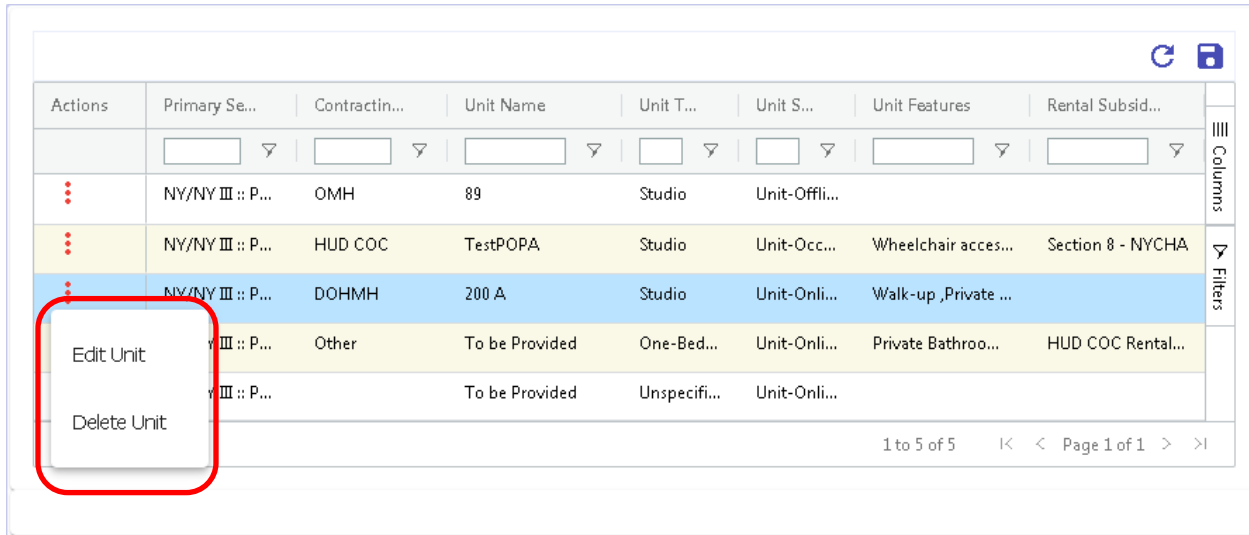 Actions Primary Se... Contractin... Unit Name Unit T... Unit S... Unit Features Rental Subsid...
NY/NY III :: P... OMH 89 Studio Unit-Offli...
NY/NY III :: P... HUD COC TestPOPA Studio Unit-Occ... Wheelchair acces... Section 8 - NYCHA
NY/NY III :: P... DOHMH 200 A Studio Unit-Onli... Walk-up ,Private ...
III :: P... Other To be Provided One-Bed... Unit-Onli... Private Bathroo... HUD COC Rental...
III :: P... To be Provided Unspecifi... Unit-Onli...
Edit Unit
Delete Unit
1 to 5 of 5 Page 1 of 1
Columns
Filters